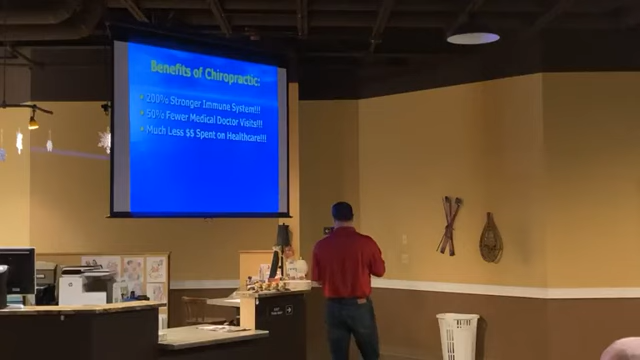 Benefits of Chiropractic:
• 200% Stronger Immune System!!!
• 50% Fewer Medical Doctor Visits!!!
• Much Less $$ Spent on Healthcare!!!